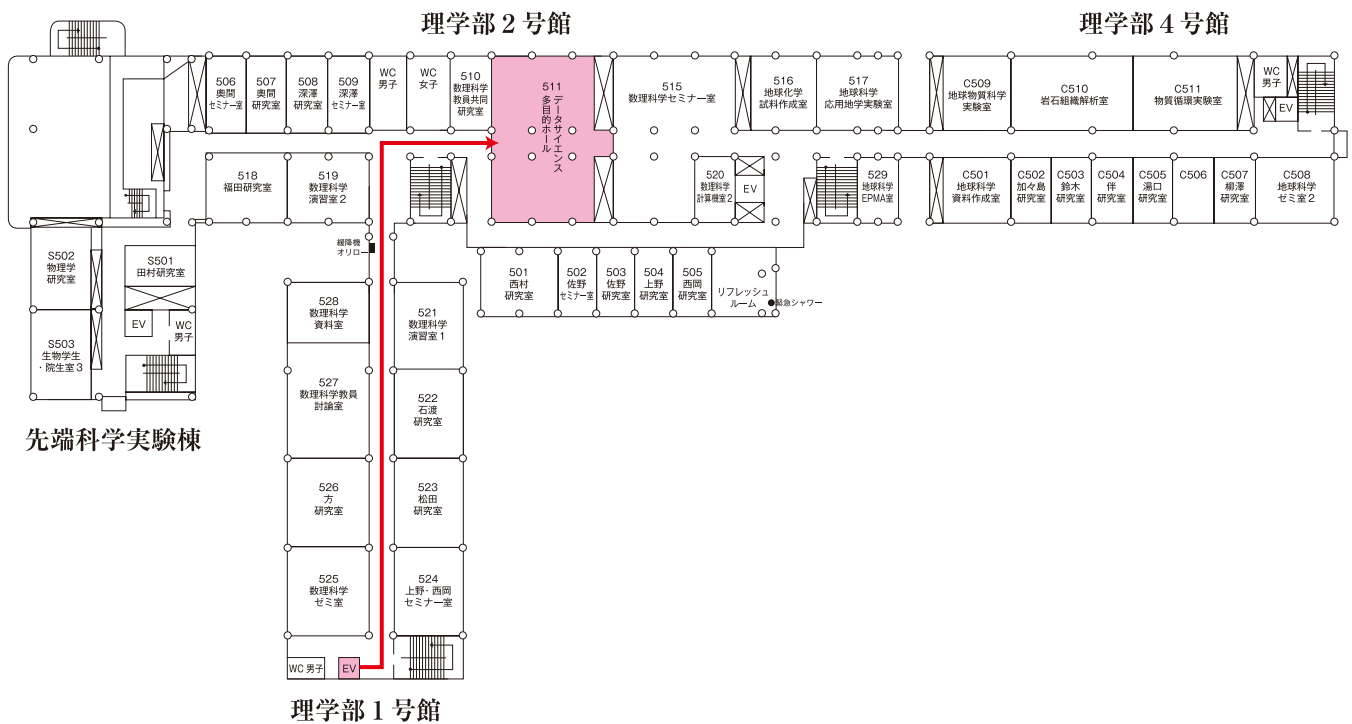 理学部２号館
理学部４号館
506
奥間
セミナー室
507
奥間
研究室
508
深澤
研究室
509
深澤
セミナー室
WC
男子
WC
女子
510
数理科学
教員共同
研究室
511
データサイエンス
多目的ホール
515
数理科学セミナー室
516
地球化学
試料作成室
517
地球科学
応用地学実験室
C509
地球物質科学
実験室
C510
岩石組織解析室
C511
物質循環実験室
WC
男子
EV
518
福田研究室
519
数理科学
演習室２
520
数理科学
計算機室２
EV
529
地球科学
EPMA室
C501
地球科学
資料作成室
C502
加々島
研究室
C503
鈴木
研究室
C504
伴
研究室
C505
湯口
研究室
C506
C507
柳澤
研究室
C508
地球科学
ゼミ室２
緩降機
オリロー
S502
物理学
研究室
S501
田村研究室
EV
WC
男子
S503
生物学生
・院生室３
先端科学実験棟
501
西村
研究室
502
佐野
セミナー室
503
佐野
研究室
504
上野
研究室
505
西岡
研究室
リフレッシュ
ルーム
緊急シャワー
528
数理科学
資料室
521
数理科学
演習室１
527
数理科学教員
討論室
522
石渡
研究室
526
方
研究室
523
松田
研究室
525
数理科学
ゼミ室
524
上野・西岡
セミナー室
WC 男子
EV
理学部１号館